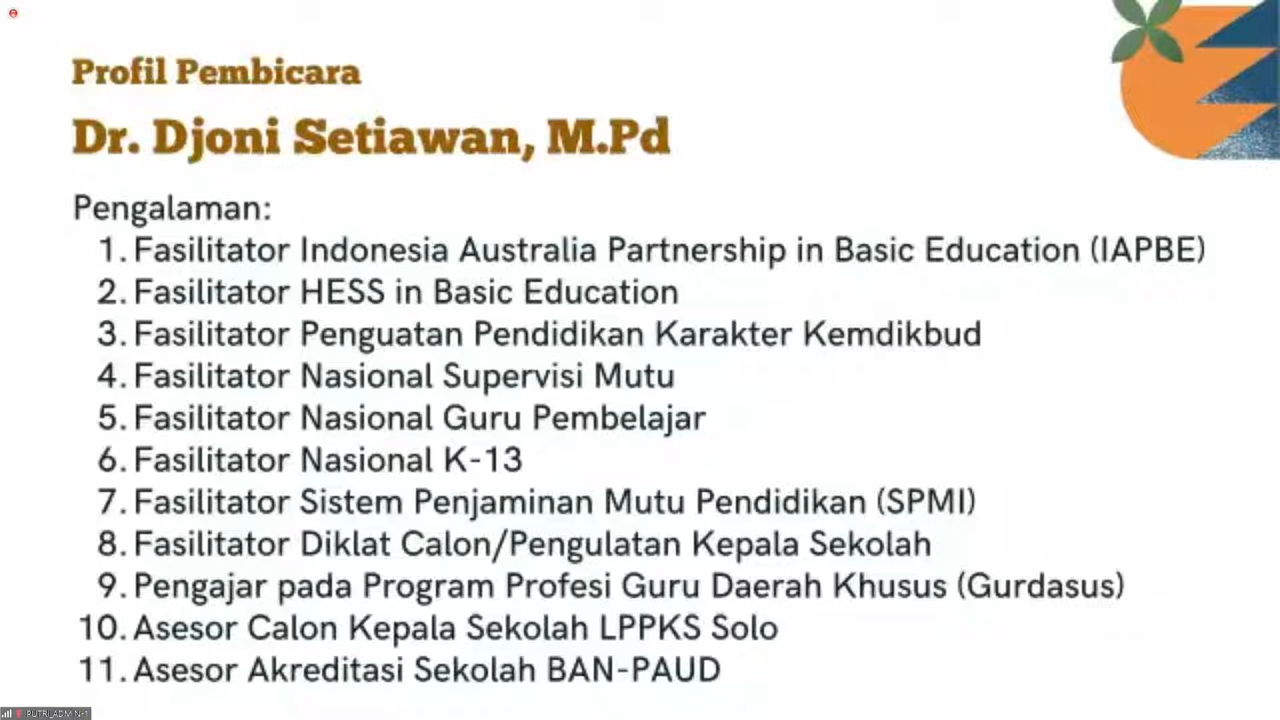 Profil Pembicara
Dr. Djoni Setiawan, M.Pd
Pengalaman:
1. Fasilitator Indonesia Australia Partnership in Basic Education (IAPBE)
2. Fasilitator HESS in Basic Education
3. Fasilitator Penguatan Pendidikan Karakter Kemdikbud
4. Fasilitator Nasional Supervisi Mutu
5. Fasilitator Nasional Guru Pembelajar
6. Fasilitator Nasional K-13
7. Fasilitator Sistem Penjaminan Mutu Pendidikan (SPMI)
8. Fasilitator Diklat Calon/Pengulatan Kepala Sekolah
9. Pengajar pada Program Profesi Guru Daerah Khusus (Gurdasus)
10. Asesor Calon Kepala Sekolah LPPKS Solo
11. Asesor Akreditasi Sekolah BAN-PAUD